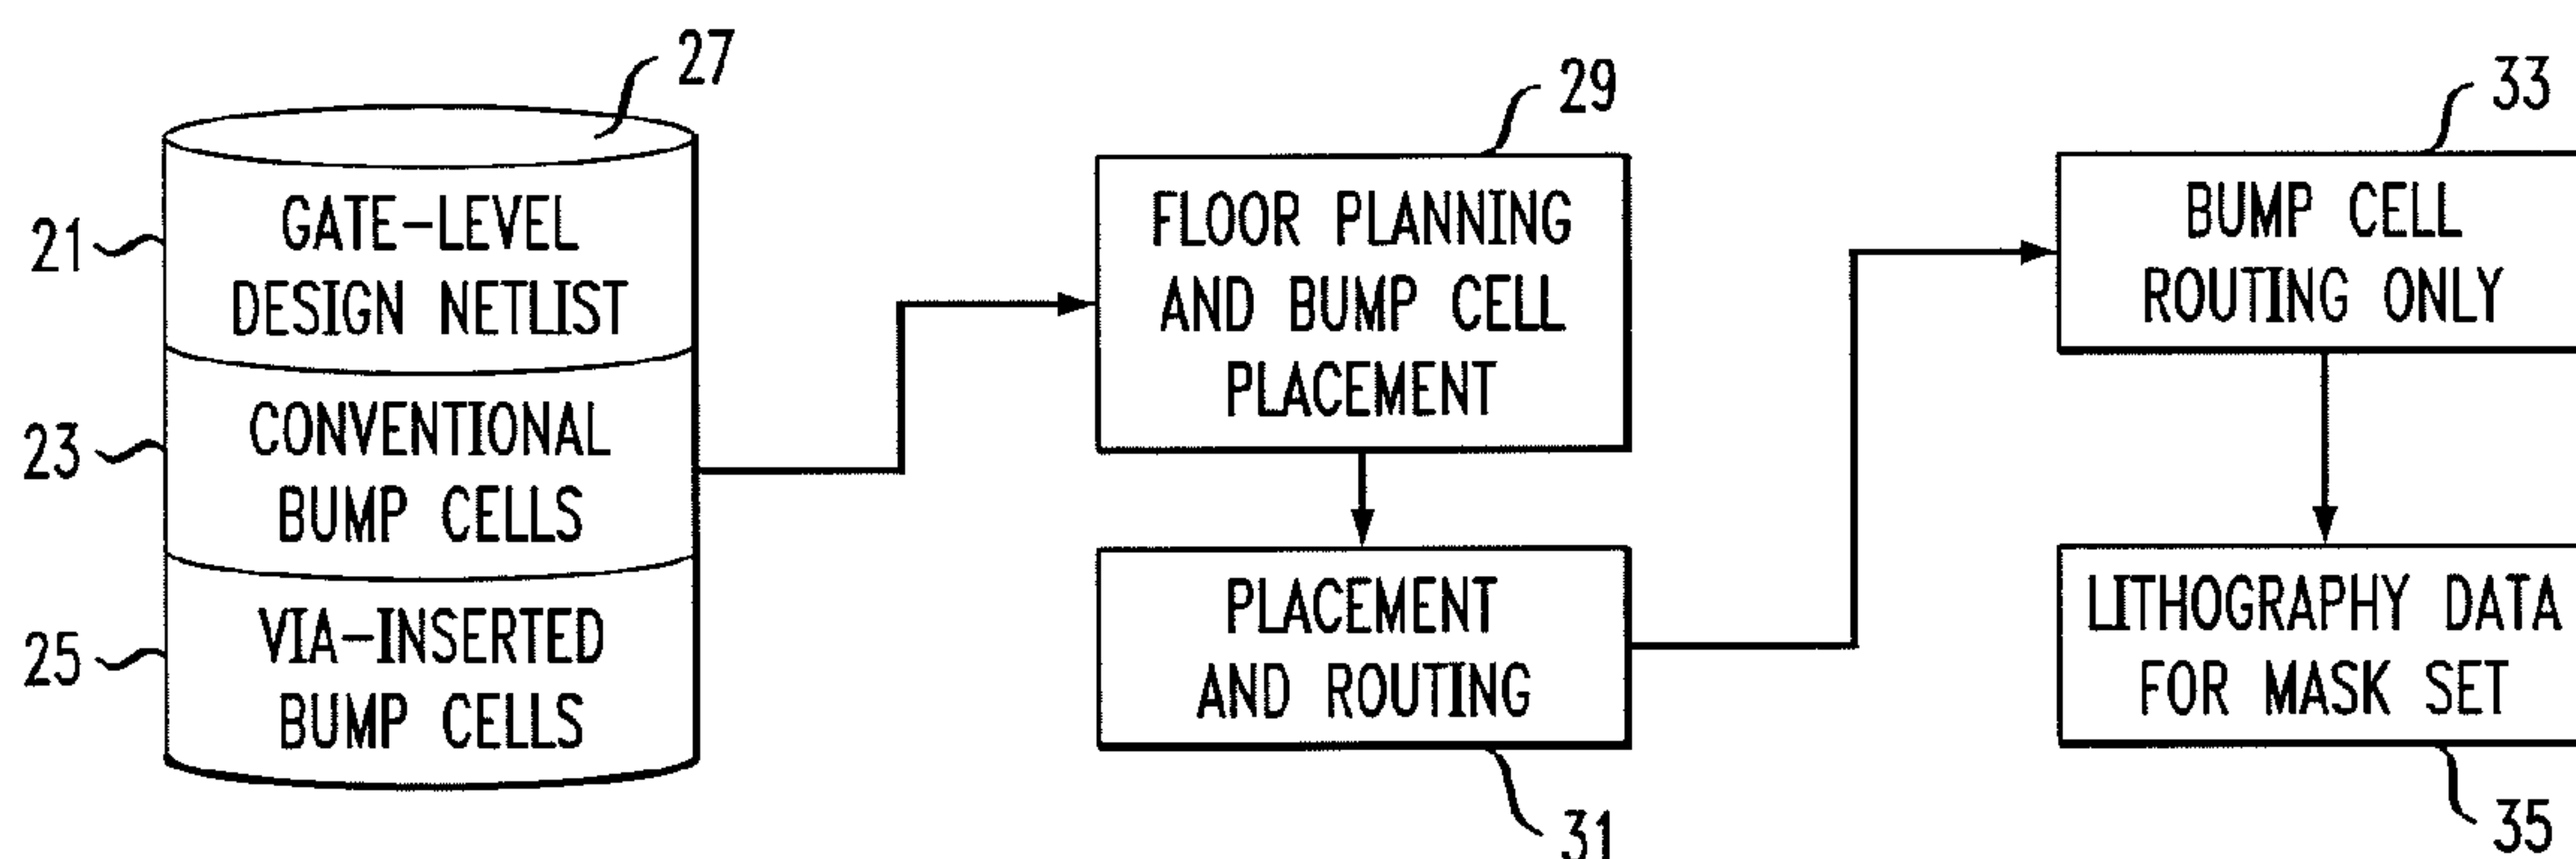 27
21
GATE-LEVEL
DESIGN NETLIST
23
CONVENTIONAL
BUMP CELLS
25
VIA-INSERTED
BUMP CELLS
29
FLOOR PLANNING
AND BUMP CELL
PLACEMENT
PLACEMENT
AND ROUTING
31
33
BUMP CELL
ROUTING ONLY
LITHOGRAPHY DATA
FOR MASK SET
35